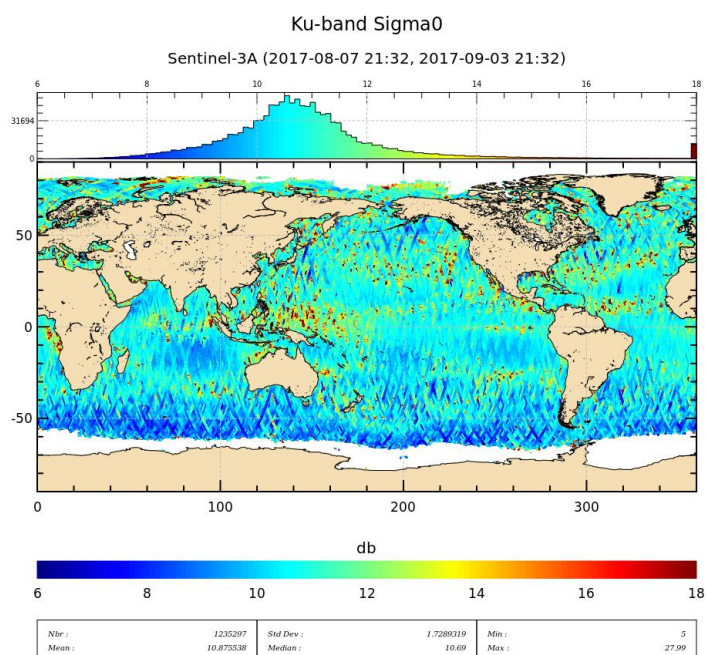 Ku-band Sigma0
Sentinel-3A (2017-08-07 21:32, 2017-09-03 21:32)
6 8 10 12 14 16 18
31694
0
50
0
-50
0 100 200 300
db
6 8 10 12 14 16 18
Nbr : 1235297 Std Dev : 1.7289319 Min : 5
Mean : 10.875538 Median : 10.69 Max : 27.99